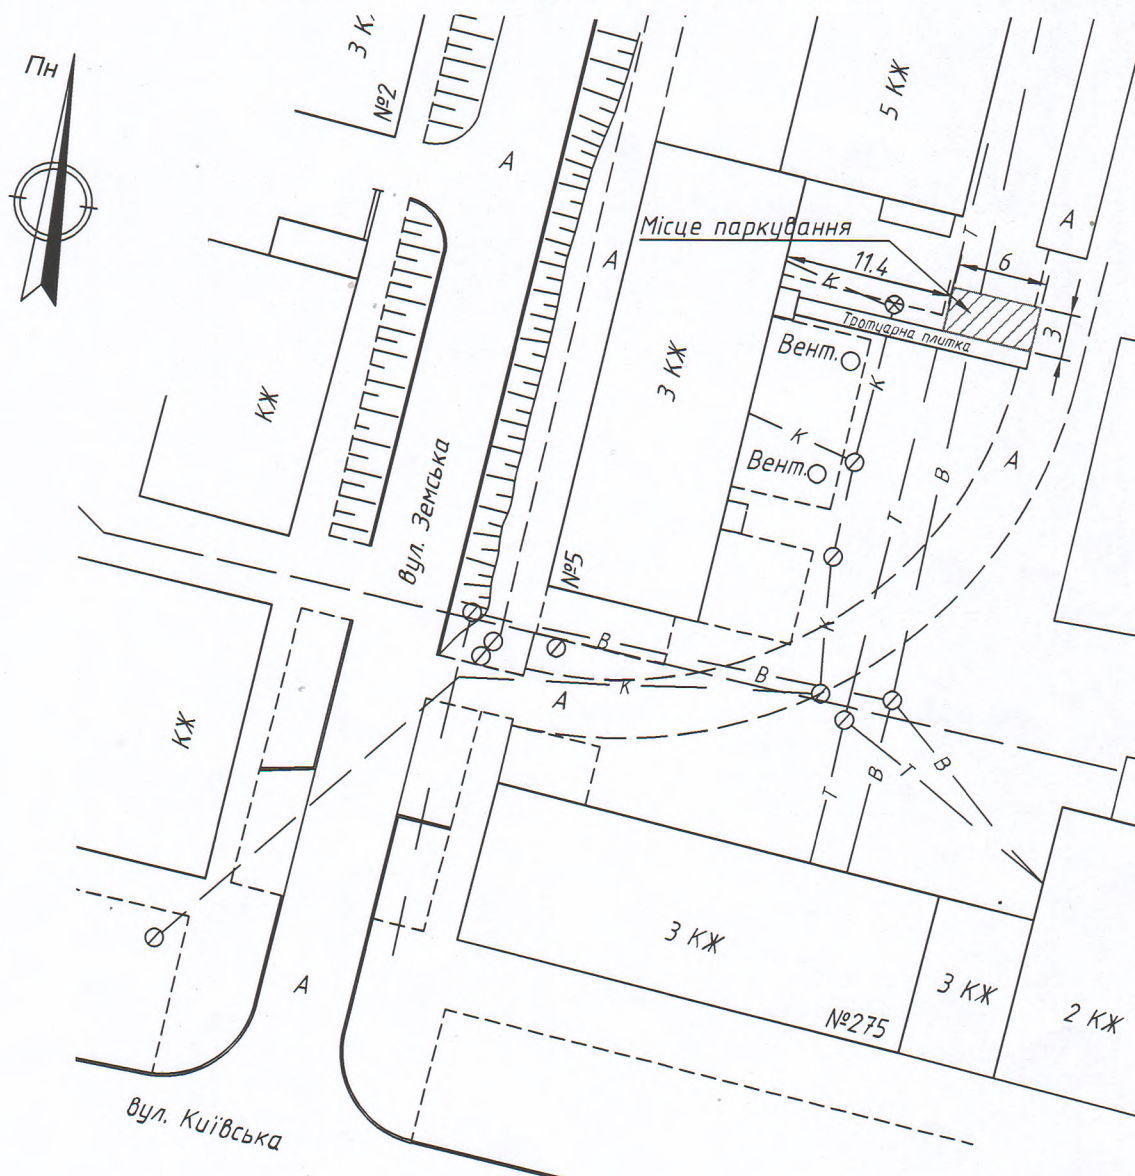 Пн
3 К
№2
А
5 КЖ
Місце паркування
А
А
Т
11.4
6
К
Тротуарна плитка
3
Вент.
3 КЖ
К
КЖ
К
Вент.
В
А
вул. Земська
Т
№5
К
К
В
В
К
А
КЖ
В
Т
В
Т
3 КЖ
А
3 КЖ
2 КЖ
№275
вул. Київська